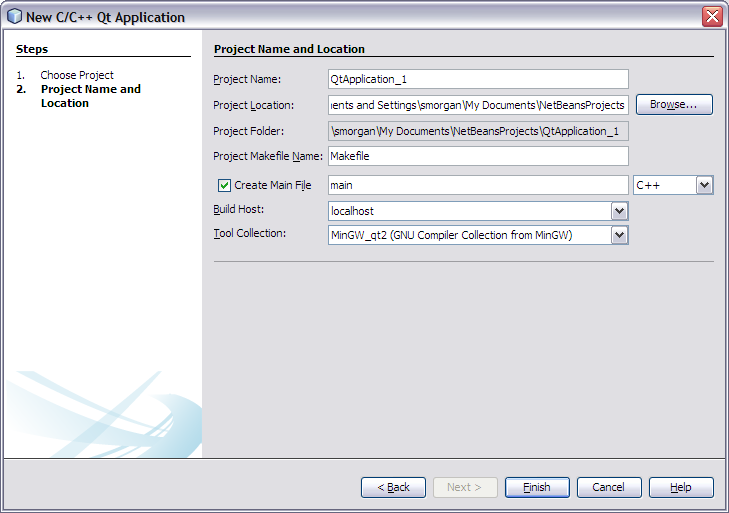 New C/C++ Qt Application
Steps
1. Choose Project
2. Project Name and
Location
Project Name and Location
Project Name: QtApplication_1
Project Location: ents and Settings\smorgan\My Documents\NetBeansProjects Browse...
Project Folder: \smorgan\My Documents\NetBeansProjects\QtApplication_1
Project Makefile Name: Makefile
Create Main File main C++
Build Host: localhost
Tool Collection: MinGW_qt2 (GNU Compiler Collection from MinGW)
< Back Next > Finish Cancel Help